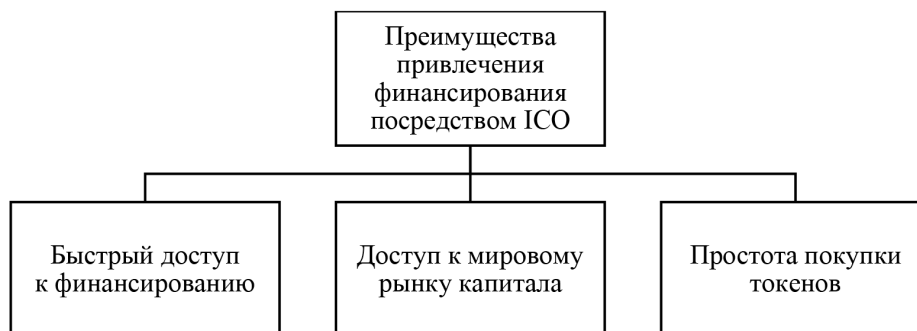 Преимущества
привлечения
финансирования
посредством ICO
Быстрый доступ
к финансированию
Доступ к мировому
рынку капитала
Простота покупки
токенов